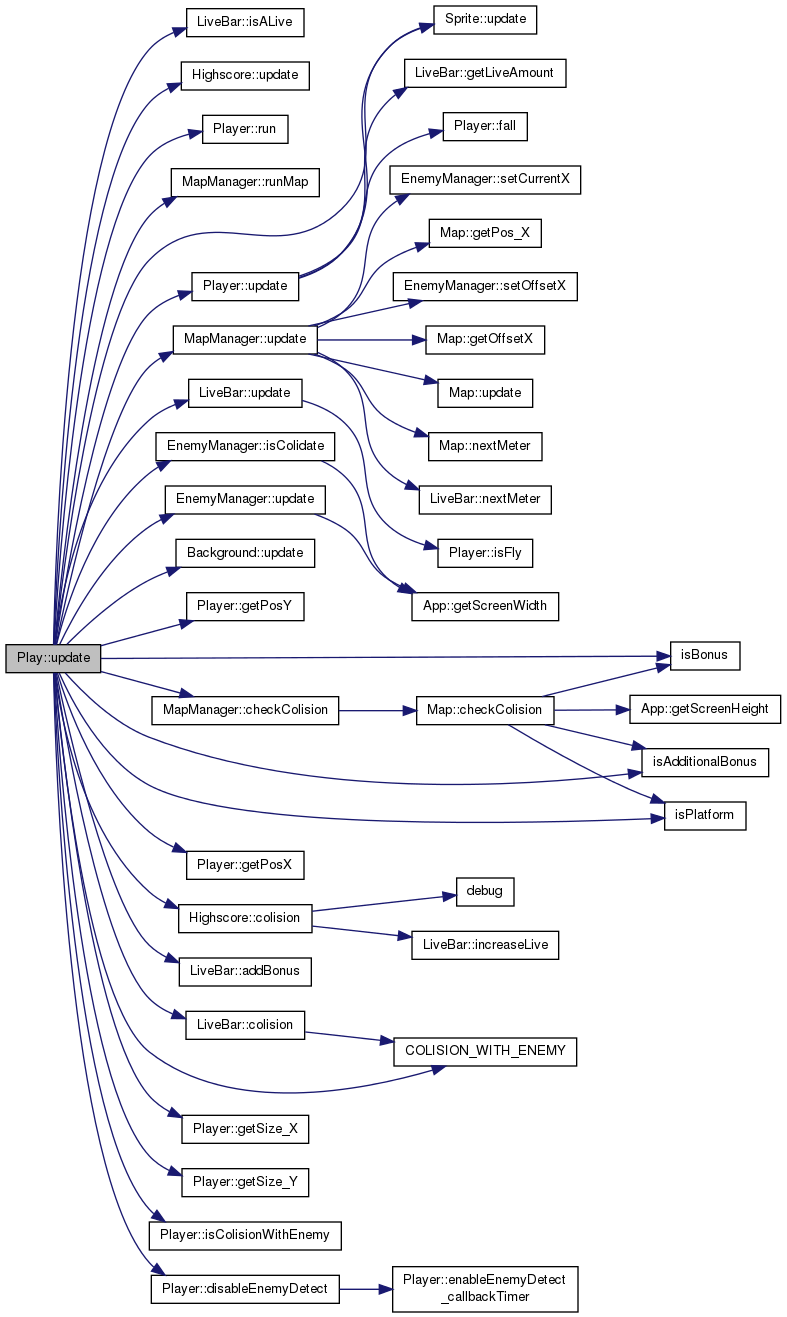 LiveBar::isALive
Sprite::update
Highscore::update
LiveBar::getLiveAmount
Player::run
Player::fall
MapManager::runMap
EnemyManager::setCurrentX
Map::getPos_X
Player::update
EnemyManager::setOffsetX
MapManager::update
Map::getOffsetX
LiveBar::update
Map::update
EnemyManager::isColidate
Map::nextMeter
EnemyManager::update
LiveBar::nextMeter
Background::update
Player::isFly
Player::getPosY
App::getScreenWidth
Play::update
isBonus
MapManager::checkColision
Map::checkColision
App::getScreenHeight
isAdditionalBonus
isPlatform
Player::getPosX
debug
Highscore::colision
LiveBar::increaseLive
LiveBar::addBonus
LiveBar::colision
COLISION_WITH_ENEMY
Player::getSize_X
Player::getSize_Y
Player::isColisionWithEnemy
Player::disableEnemyDetect
Player::enableEnemyDetect
_callbackTimer